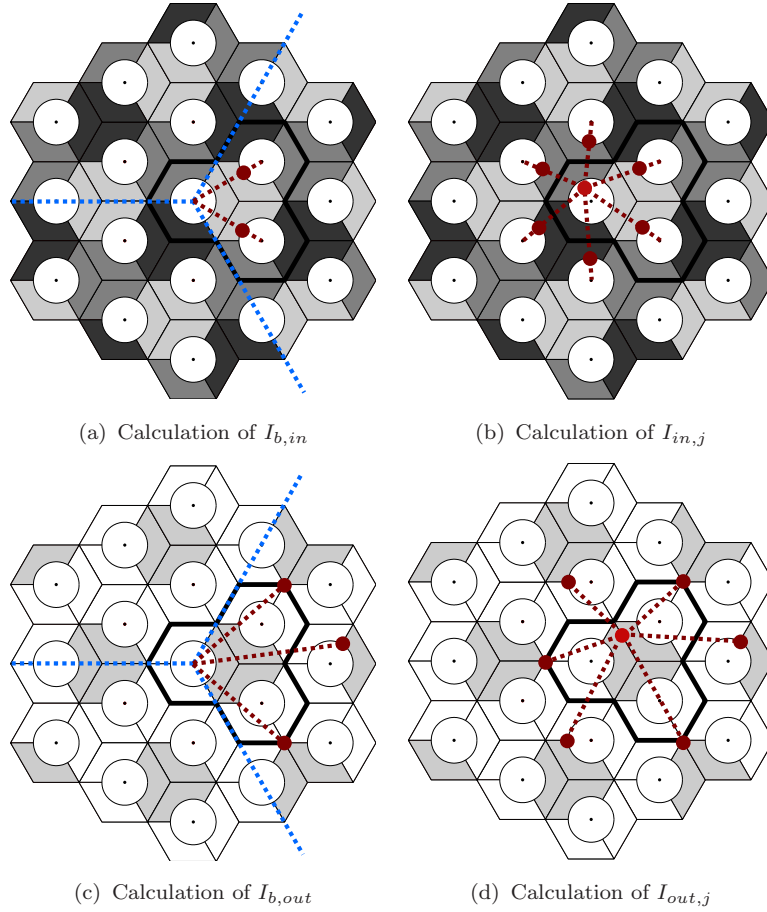 (a) Calculation of I_{b,in}
(b) Calculation of I_{in,j}
(c) Calculation of I_{b,out}
(d) Calculation of I_{out,j}